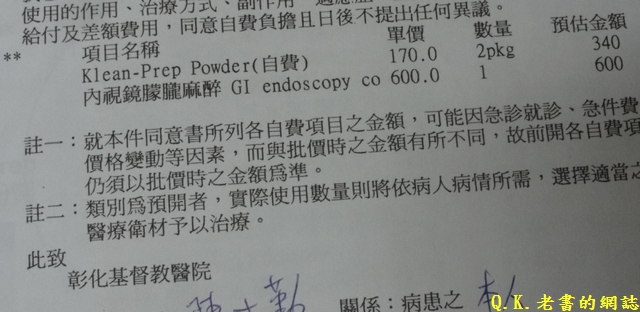 使用的作用、治療方式、副作用
給付及差額費用,同意自費負擔且日後不提出任何異議。
** 項目名稱 單價 數量 預估金額
Klean-Prep Powder(自費) 170.0 2pkg 340
內視鏡朦朧麻醉 GI endoscopy co 600.0 1 600
註一:就本件同意書所列各自費項目之金額,可能因急診就診、急件費
價格變動等因素,而與批價時之金額有所不同,故前開各自費項
仍須以批價時之金額爲準。
註二:類別爲預開者,實際使用數量則將依病人病情所需,選擇適當之
醫療衛材予以治療。
此致
彰化基督教醫院
關係:病患之 本人
Q.K.老書的網誌